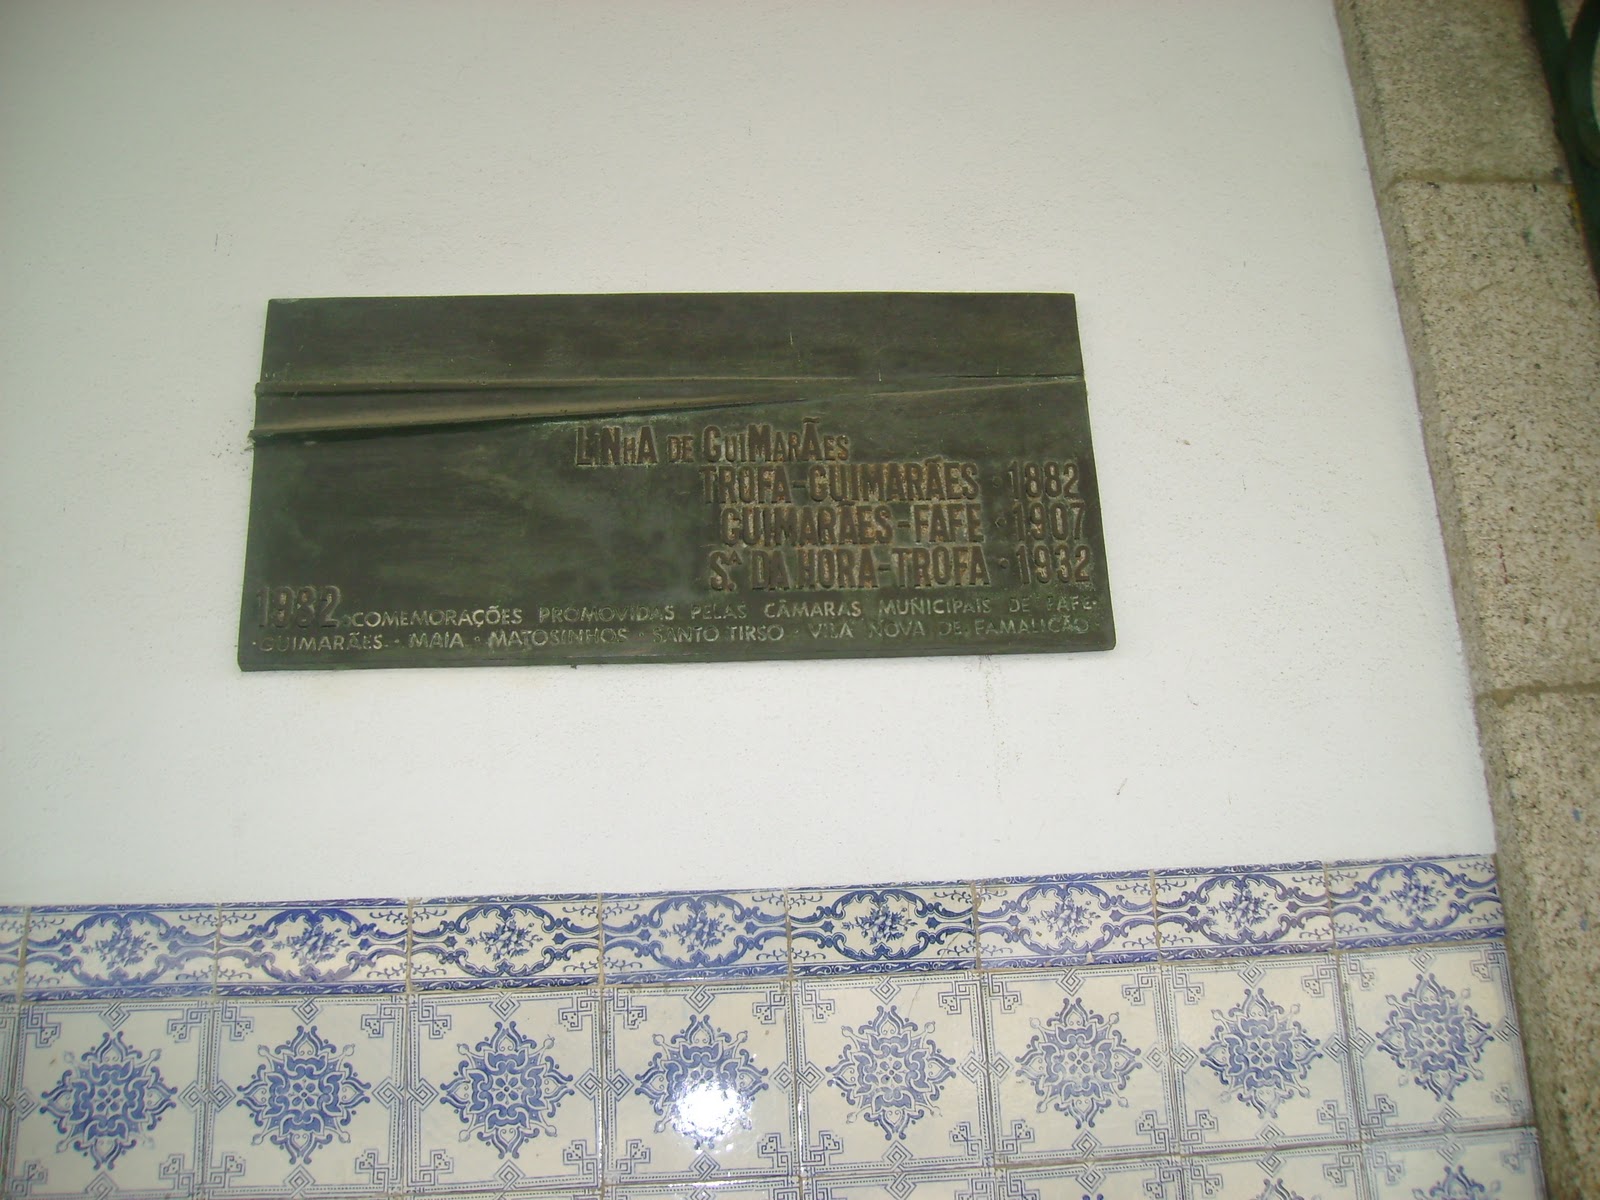 LiNhA DE GuiMarÃes
TROFA-GUIMARÃES · 1882
GUIMARÃES-FAFE · 1907
S.ᴬ DA HORA-TROFA · 1932
1982 · COMEMORAÇÕES PROMOVIDAS PELAS CÂMARAS MUNICIPAIS DE FAFE ·
· GUIMARÃES · MAIA · MATOSINHOS · SANTO TIRSO · VILA NOVA DE FAMALICÃO ·